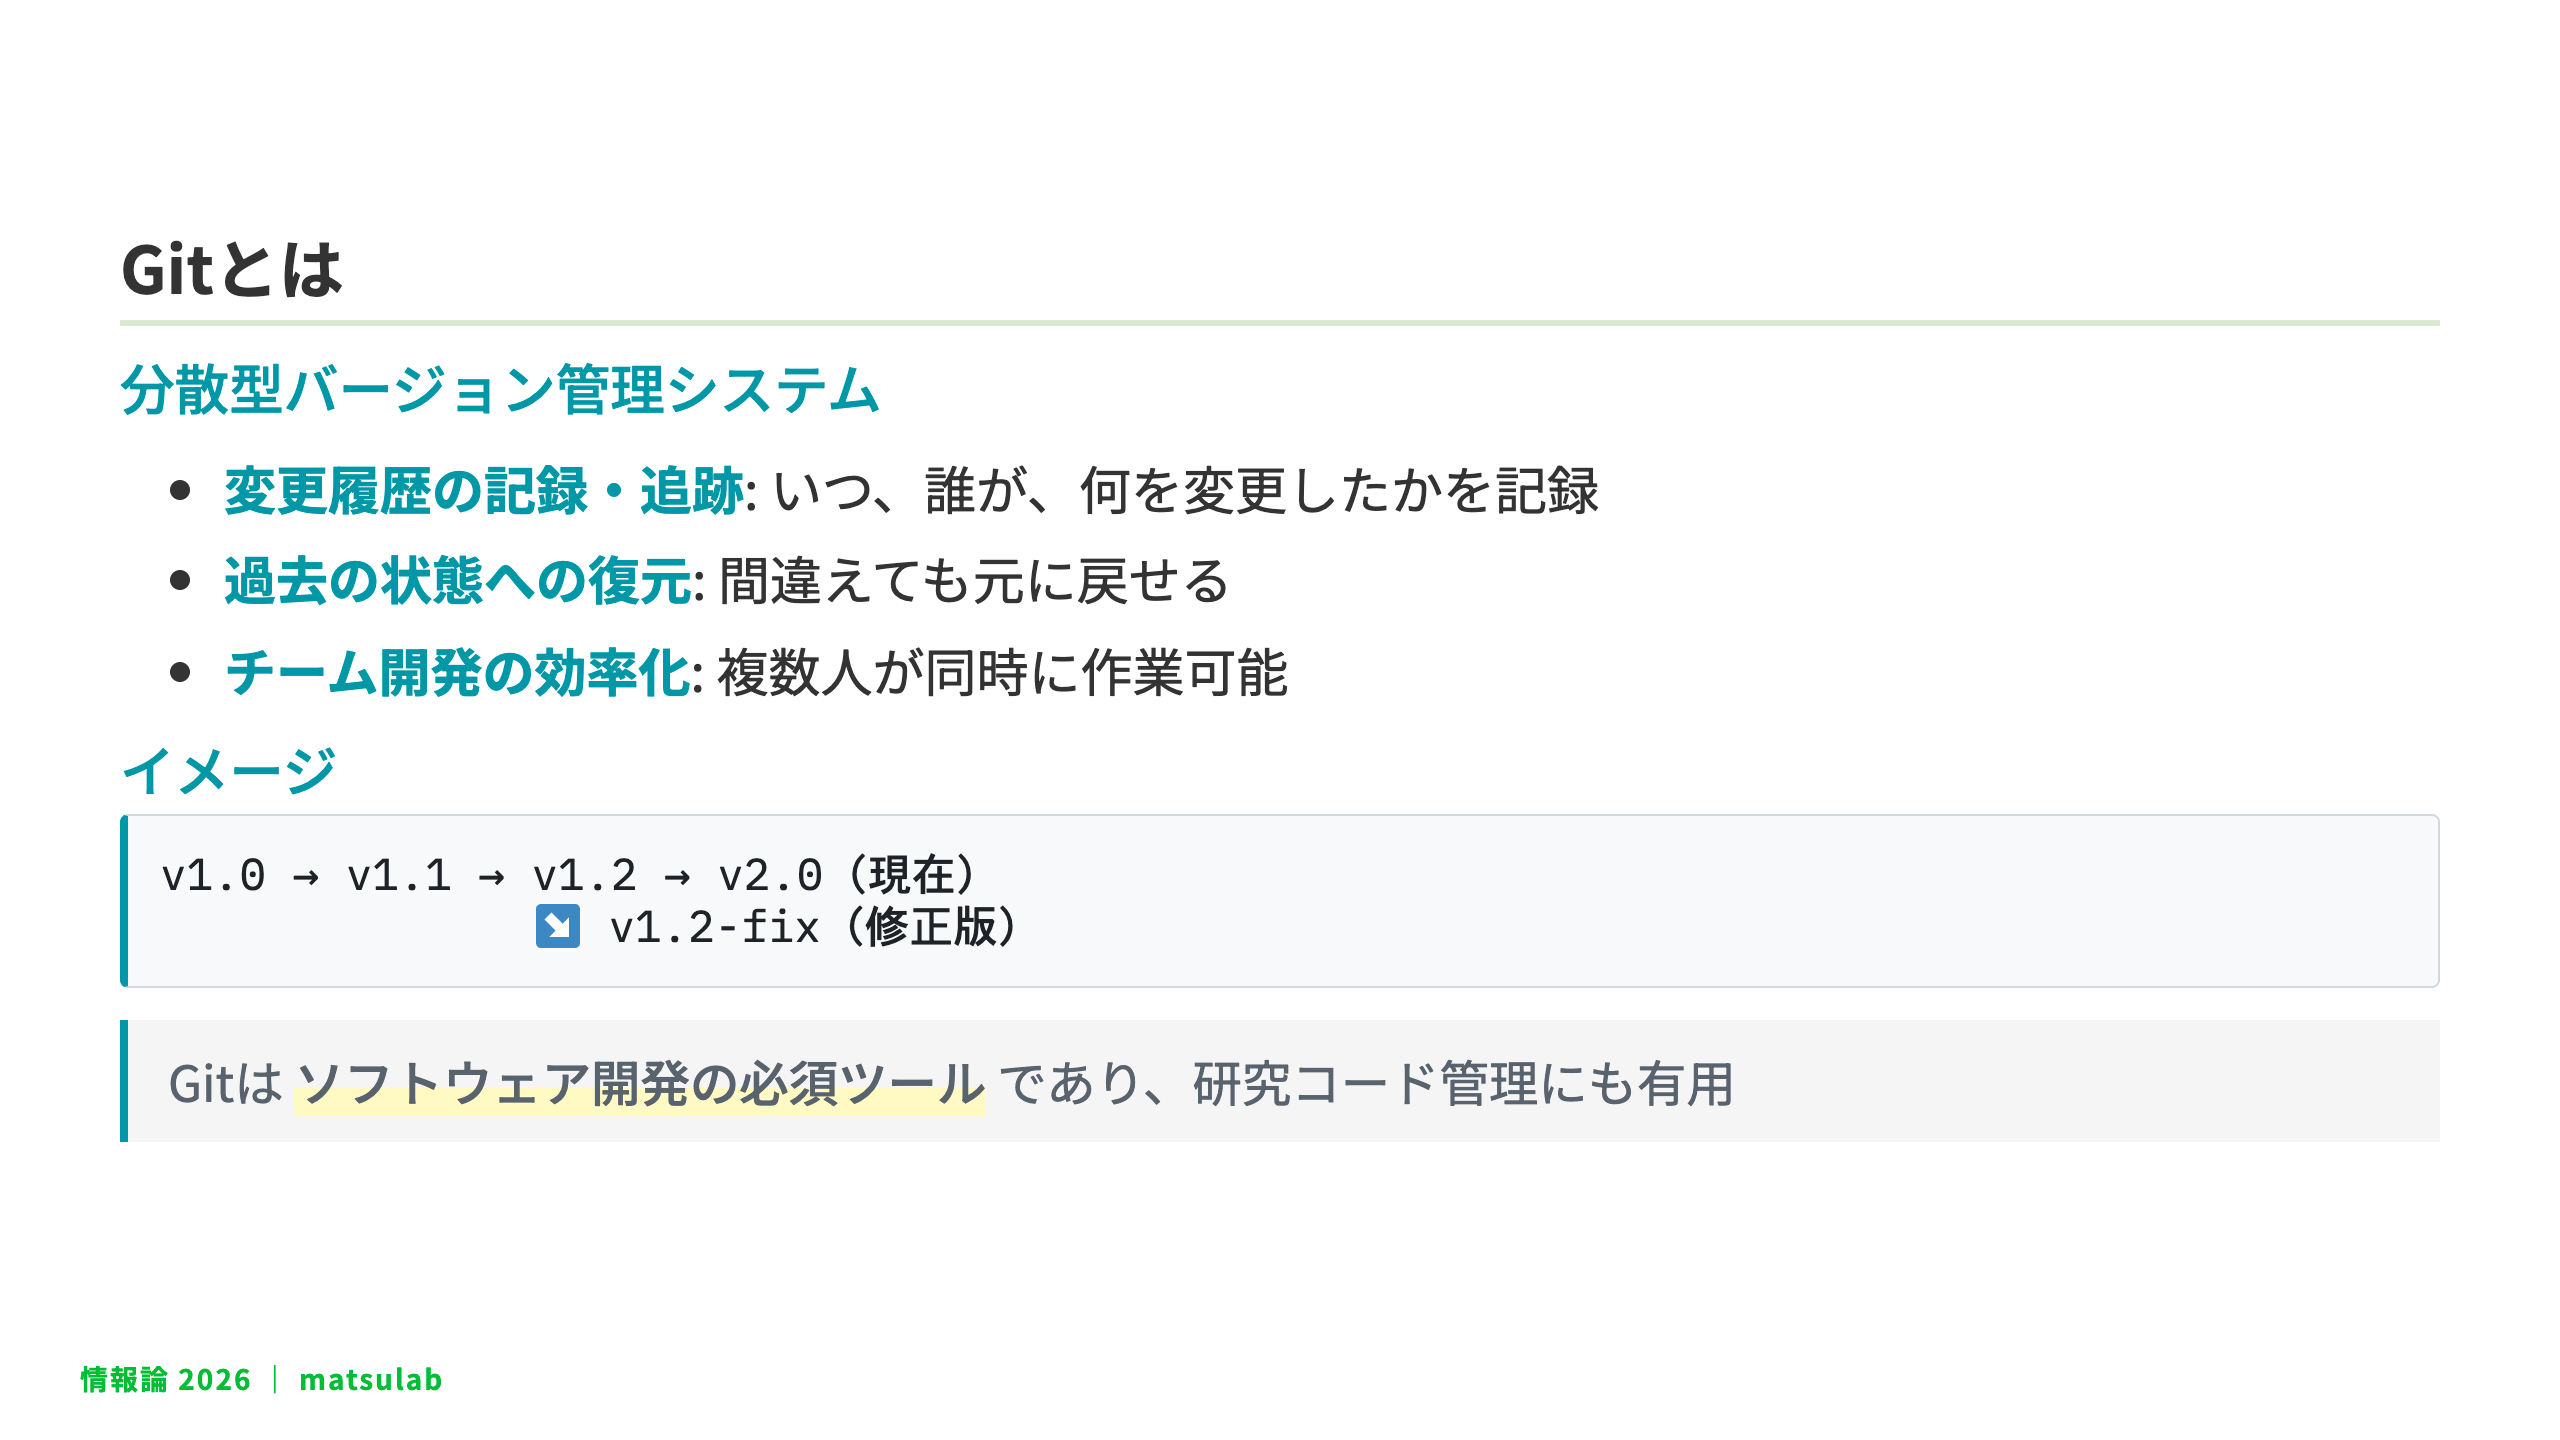 Gitとは
分散型バージョン管理システム
• 変更履歴の記録・追跡: いつ、誰が、何を変更したかを記録
• 過去の状態への復元: 間違えても元に戻せる
• チーム開発の効率化: 複数人が同時に作業可能
イメージ
v1.0 → v1.1 → v1.2 → v2.0（現在）
↘️ v1.2-fix（修正版）
Gitは ソフトウェア開発の必須ツール であり、研究コード管理にも有用
情報論 2026 ｜ matsulab